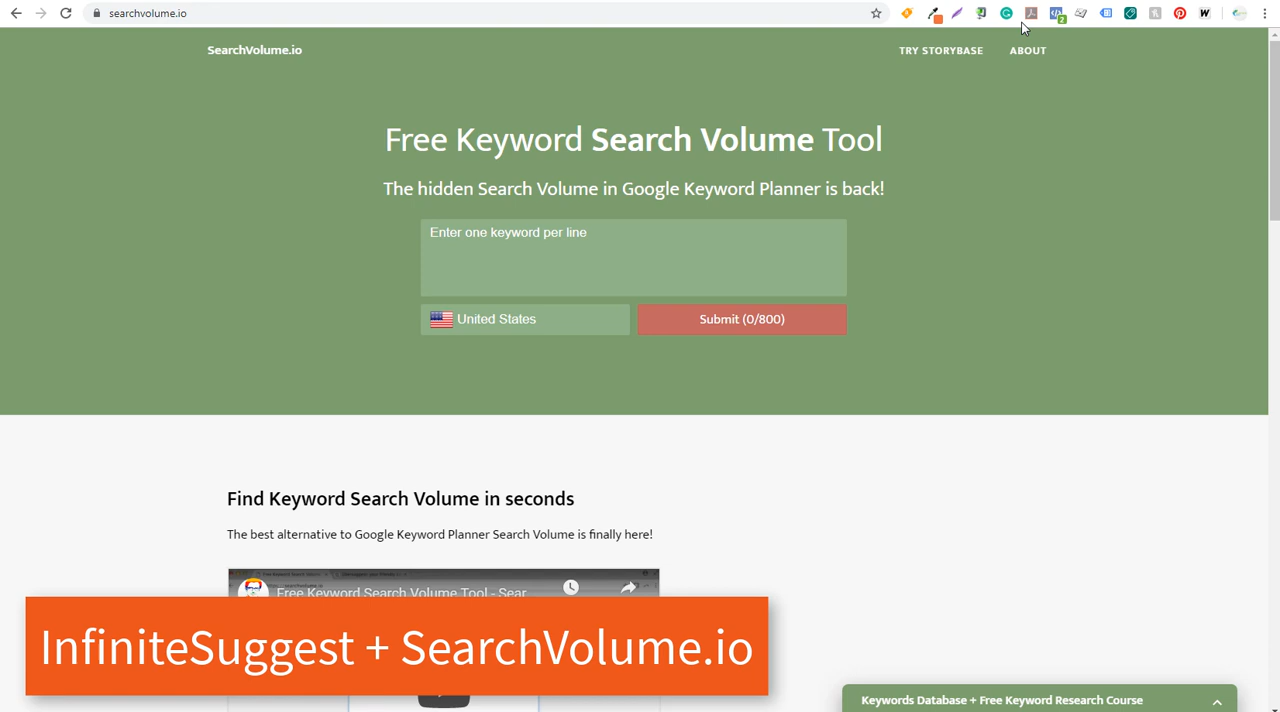 searchvolume.io
2
W
SearchVolume.io
TRY STORYBASE
ABOUT
Free Keyword Search Volume Tool
The hidden Search Volume in Google Keyword Planner is back!
Enter one keyword per line
United States
Submit (0/800)
Find Keyword Search Volume in seconds
The best alternative to Google Keyword Planner Search Volume is finally here!
Free Keyword Search Volume Tool - Sear
InfiniteSuggest + SearchVolume.io
Keywords Database + Free Keyword Research Course